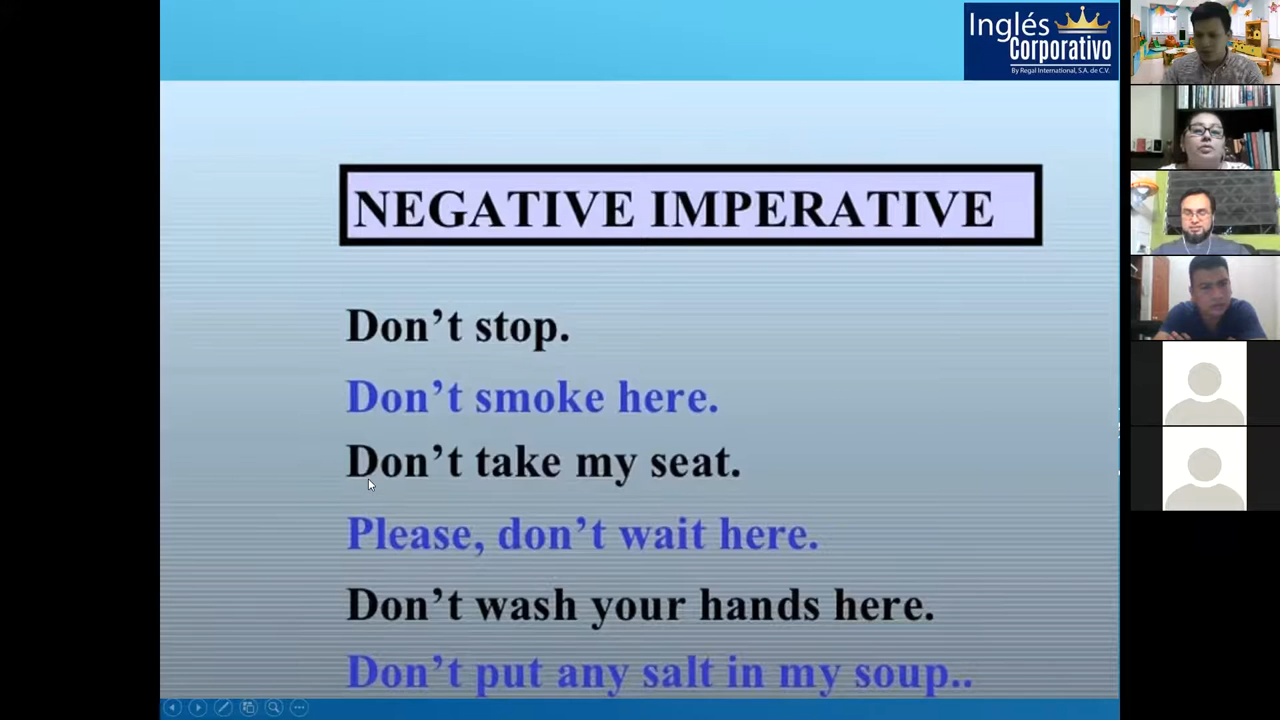 Inglés
Corporativo
By Regal International, S.A. de C.V.
NEGATIVE IMPERATIVE
Don’t stop.
Don’t smoke here.
Don’t take my seat.
Please, don’t wait here.
Don’t wash your hands here.
Don’t put any salt in my soup..